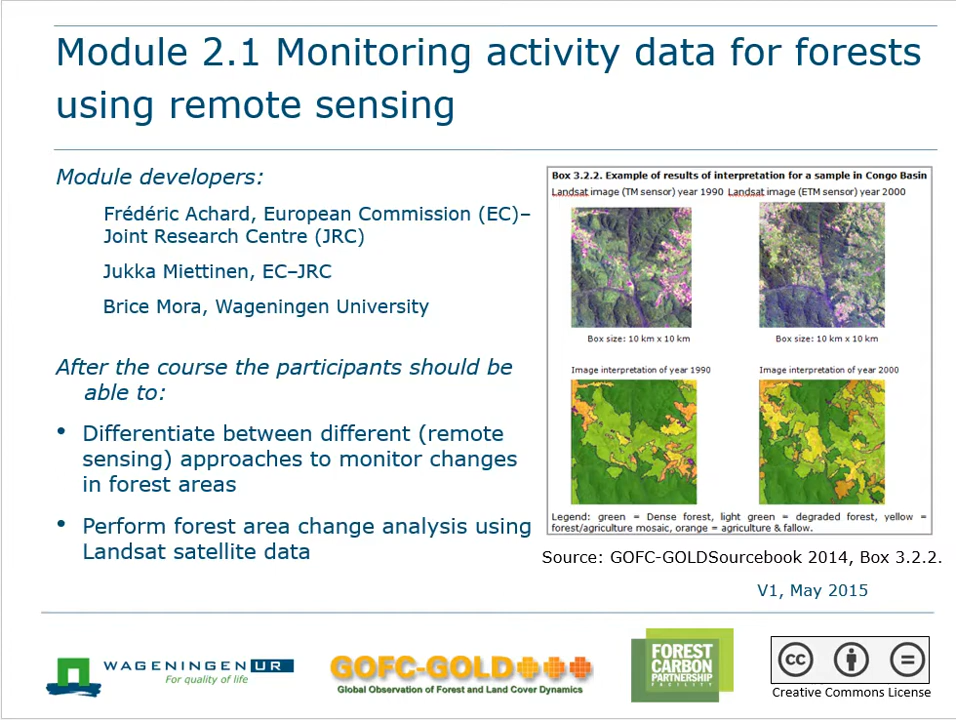 Module 2.1 Monitoring activity data for forests
using remote sensing
Module developers:
Frédéric Achard, European Commission (EC)–
Joint Research Centre (JRC)
Jukka Miettinen, EC–JRC
Brice Mora, Wageningen University
After the course the participants should be
able to:
• Differentiate between different (remote
sensing) approaches to monitor changes
in forest areas
• Perform forest area change analysis using
Landsat satellite data
Box 3.2.2. Example of results of interpretation for a sample in Congo Basin
Landsat image (TM sensor) year 1990 Landsat image (ETM sensor) year 2000
Box size: 10 km x 10 km Box size: 10 km x 10 km
Image interpretation of year 1990 Image interpretation of year 2000
Legend: green = Dense forest, light green = degraded forest, yellow =
forest/agriculture mosaic, orange = agriculture & fallow.
Source: GOFC-GOLDSourcebook 2014, Box 3.2.2.
V1, May 2015
WAGENINGEN UR
For quality of life
GOFC-GOLD
Global Observation of Forest and Land Cover Dynamics
FOREST
CARBON
PARTNERSHIP
FACILITY
cc
Creative Commons License